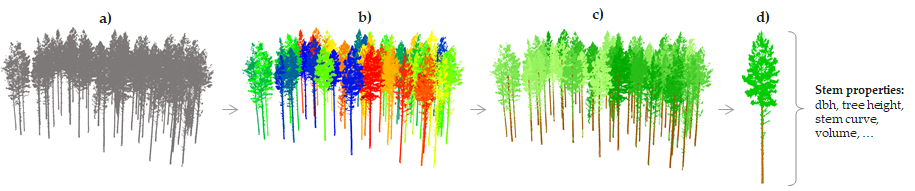 a)
b)
c)
d)
Stem properties:
dbh, tree height,
stem curve,
volume, …